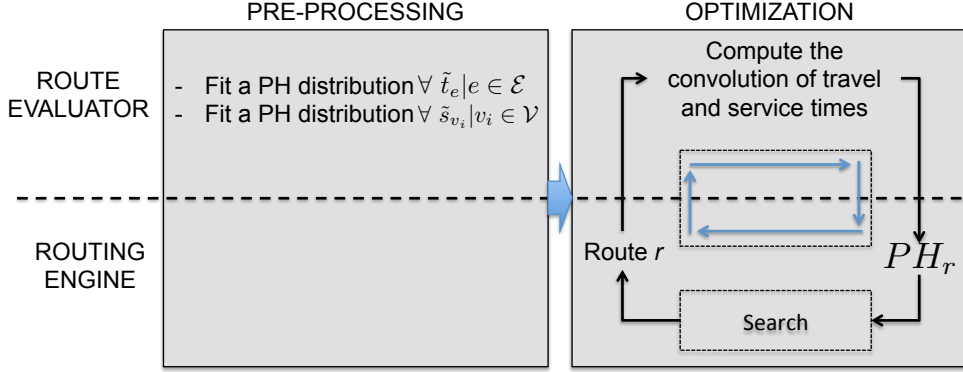 PRE-PROCESSING
OPTIMIZATION
ROUTE
EVALUATOR
- Fit a PH distribution ∀ t̃_e|e ∈ ℰ
- Fit a PH distribution ∀ s̃_{v_i}|v_i ∈ 𝒱
Compute the
convolution of travel
and service times
ROUTING
ENGINE
Route r
PH_r
Search